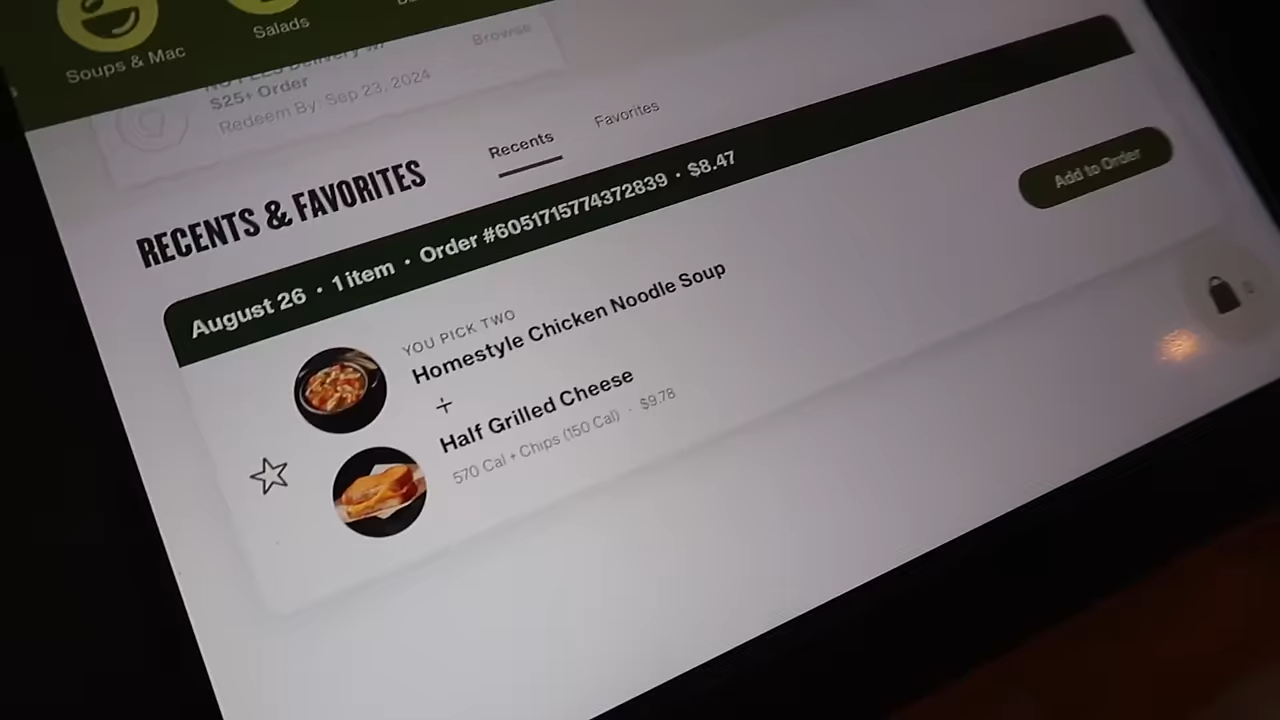 Soups & Mac
Salads
Browse
$25+ Order
Redeem By: Sep 23, 2024
RECENTS & FAVORITES
Recents
Favorites
August 26 · 1 item · Order #6051715774372839 · $8.47
Add to Order
YOU PICK TWO
Homestyle Chicken Noodle Soup
+
Half Grilled Cheese
570 Cal + Chips (150 Cal) · $9.78
0